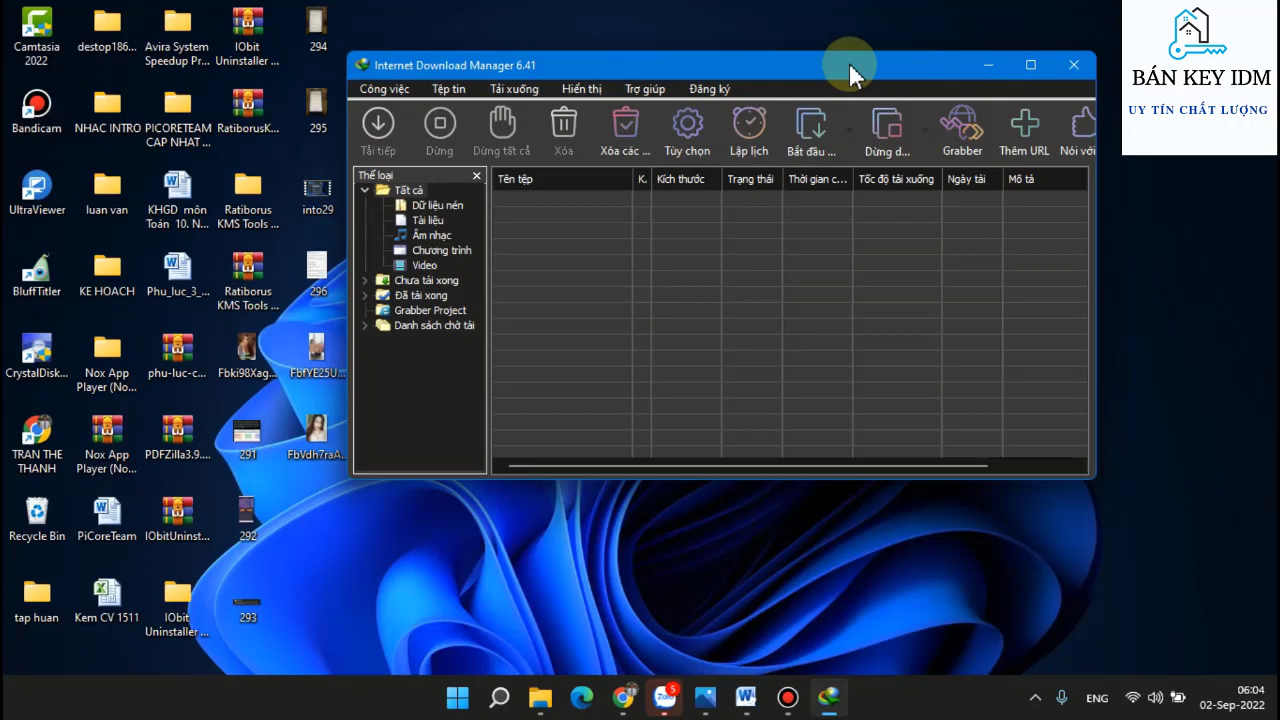 Camtasia
2022
destop186...
Avira System
Speedup Pr...
IObit
Uninstaller ...
294
Bandicam
NHAC INTRO
PICORETEAM
CAP NHAT ...
RatiborusK...
295
UltraViewer
luan van
KHGD môn
Toán 10. N...
Ratiborus
KMS Tools ...
into29
BluffTitler
KE HOACH
Phu_luc_3_...
Ratiborus
KMS Tools ...
296
CrystalDisk...
Nox App
Player (No...
phu-luc-c...
Fbki98Xag...
FbfYE25U...
TRAN THE
THANH
Nox App
Player (No...
PDFZilla3.9....
291
FbVdh7raA...
Recycle Bin
PiCoreTeam
IObitUninst...
292
tap huan
Kem CV 1511
IObit
Uninstaller ...
293
Internet Download Manager 6.41
Công việc Tệp tin Tải xuống Hiển thị Trợ giúp Đăng ký
Tải tiếp Dừng Dừng tất cả Xóa Xóa các ... Tùy chọn Lập lịch Bắt đầu ... Dừng d... Grabber Thêm URL Nói với
Thể loại
Tất cả
Dữ liệu nén
Tài liệu
Âm nhạc
Chương trình
Video
Chưa tải xong
Đã tải xong
Grabber Project
Danh sách chờ tải
Tên tệp K. Kích thước Trạng thái Thời gian c... Tốc độ tải xuống Ngày tải Mô tả
BÁN KEY IDM
UY TÍN CHẤT LƯỢNG
Zalo
5
ENG
06:04
02-Sep-2022